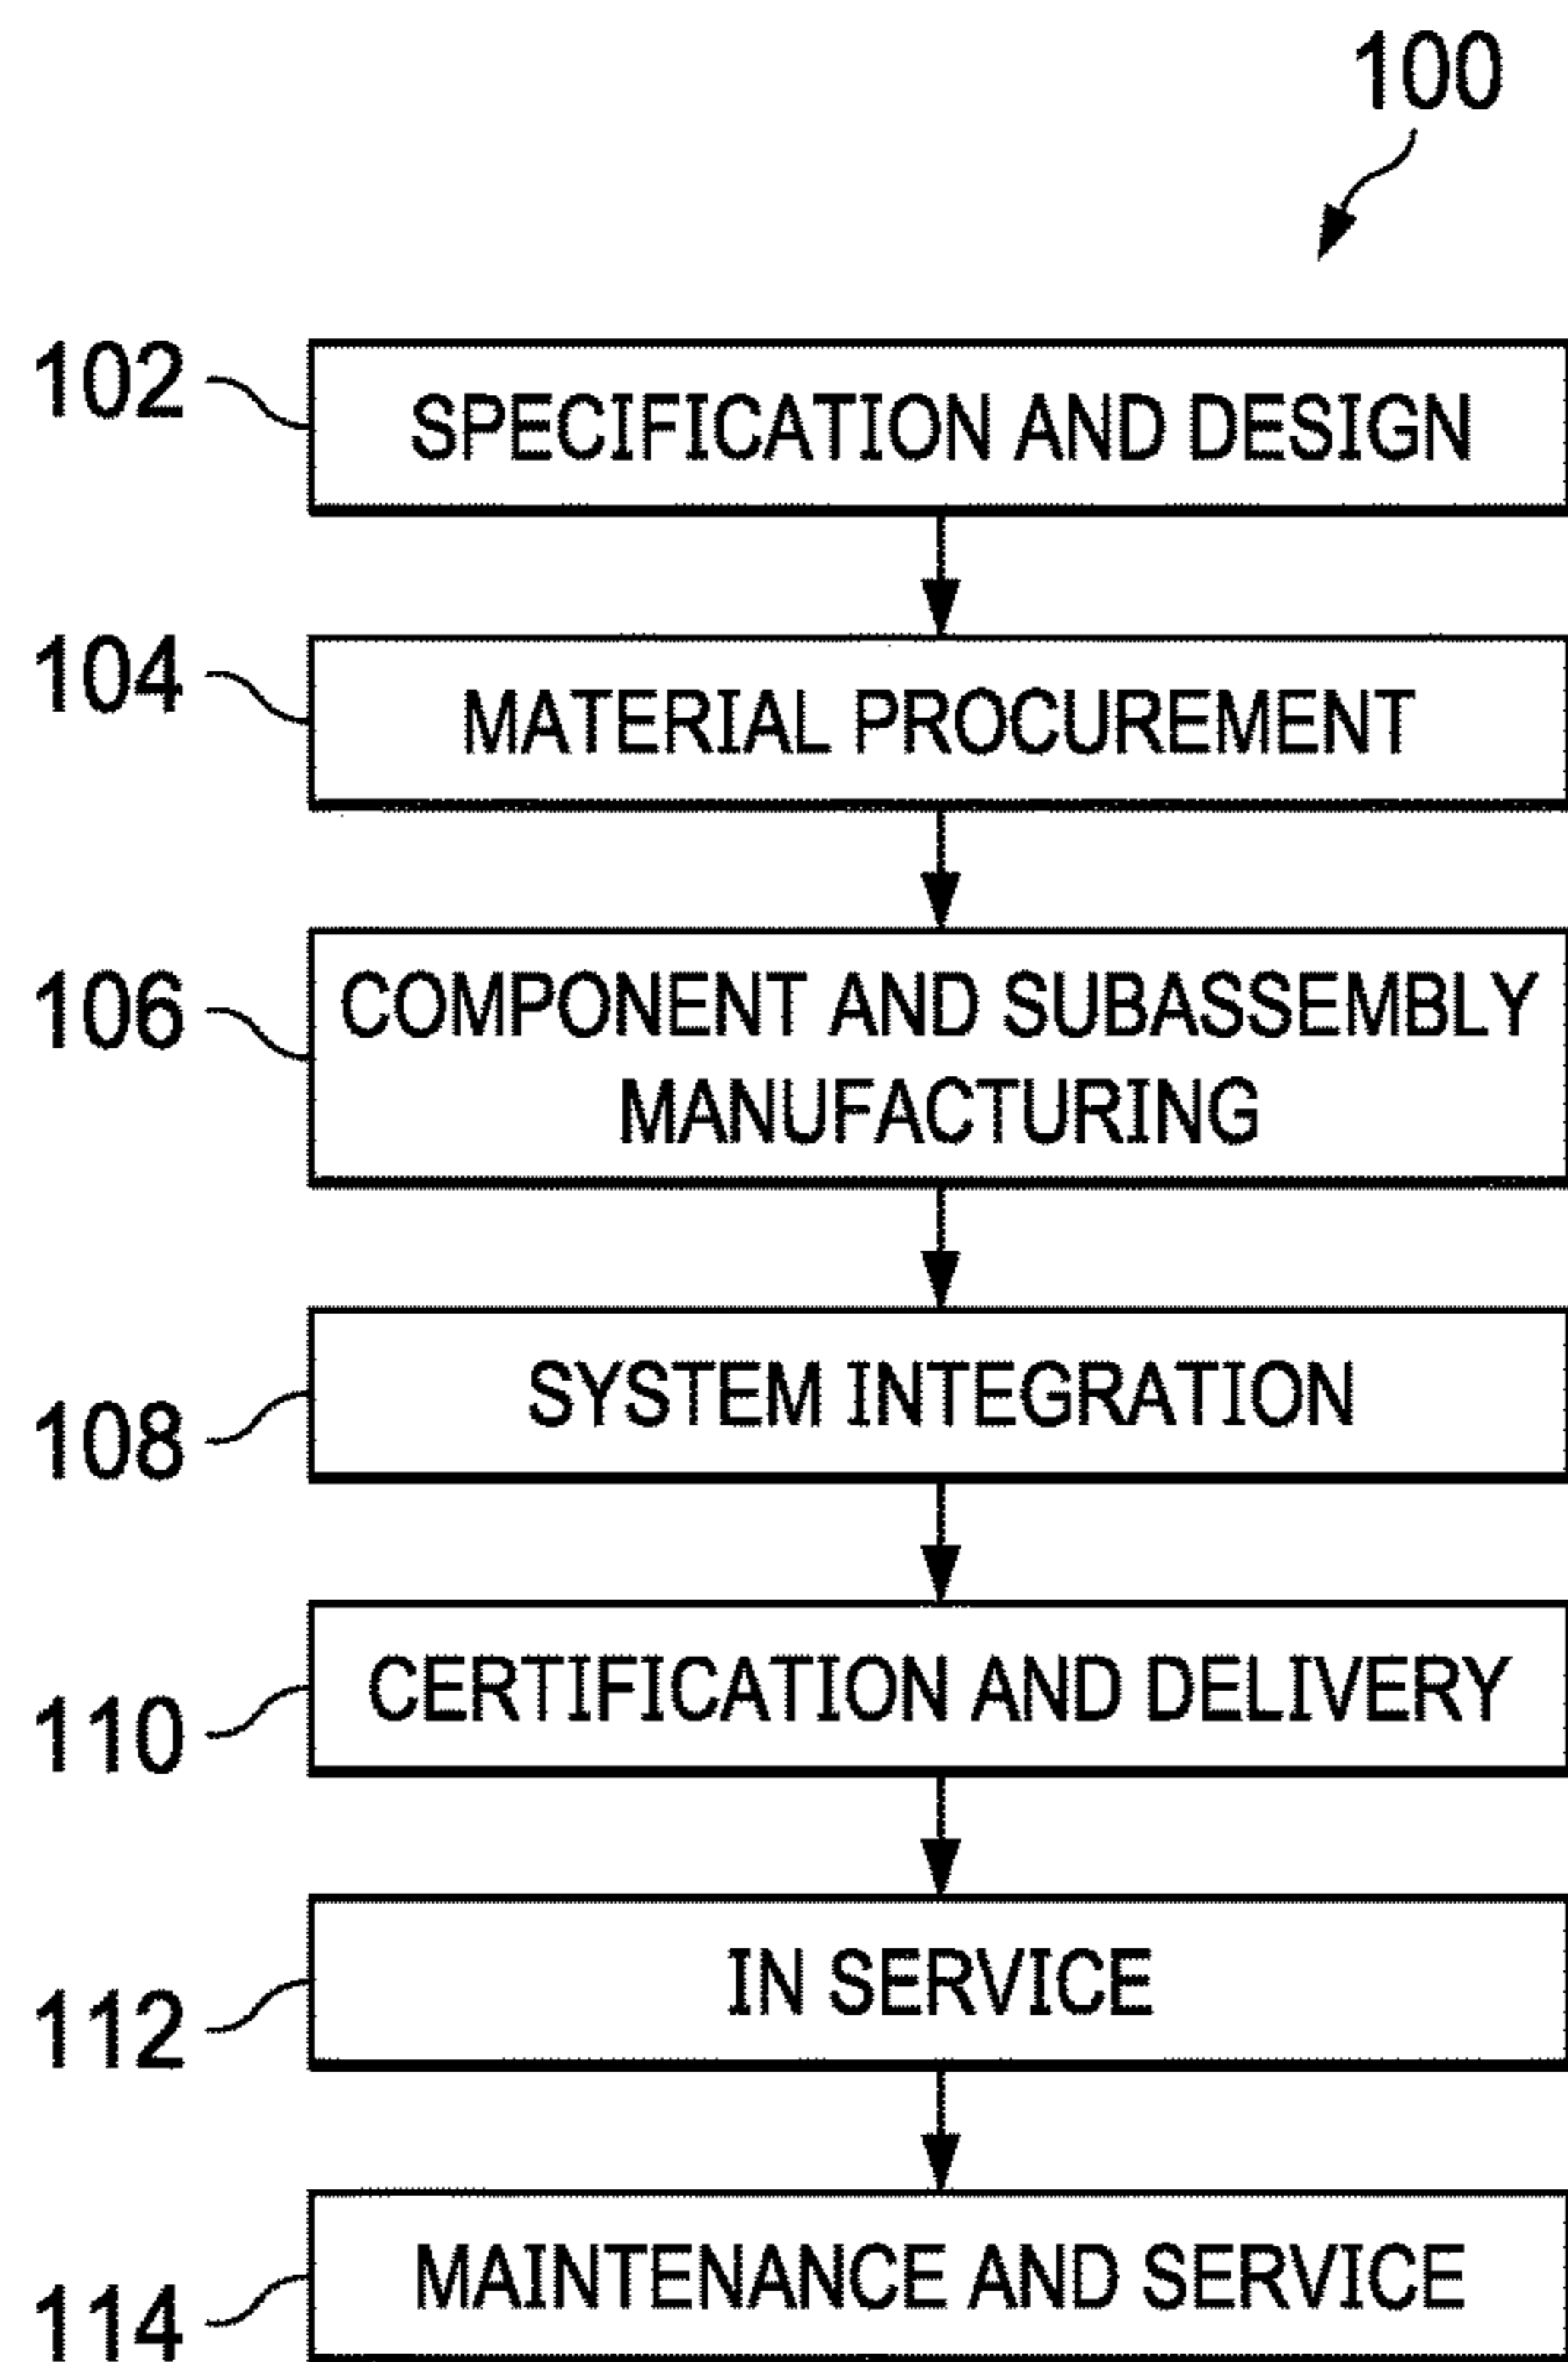 100
102 SPECIFICATION AND DESIGN
104 MATERIAL PROCUREMENT
106 COMPONENT AND SUBASSEMBLY
MANUFACTURING
108 SYSTEM INTEGRATION
110 CERTIFICATION AND DELIVERY
112 IN SERVICE
114 MAINTENANCE AND SERVICE